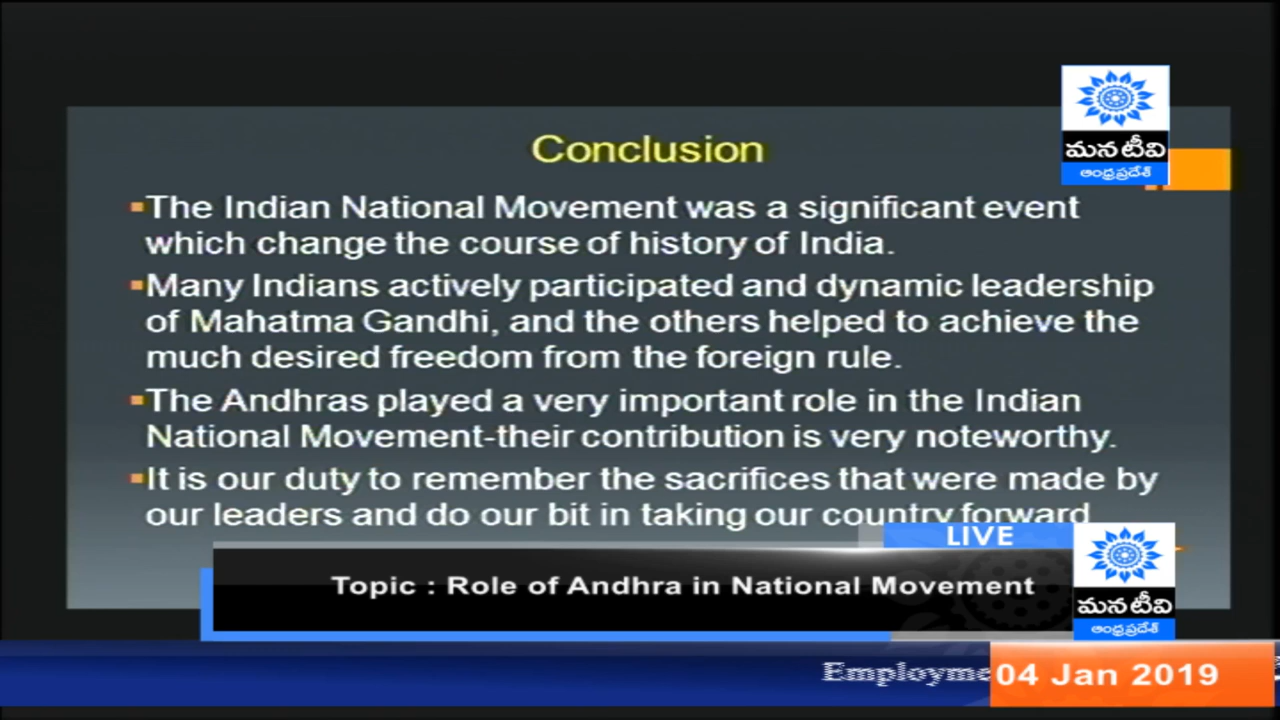 Conclusion
మన టీవి
ఆంధ్రప్రదేశ్
▪The Indian National Movement was a significant event
which change the course of history of India.
▪Many Indians actively participated and dynamic leadership
of Mahatma Gandhi, and the others helped to achieve the
much desired freedom from the foreign rule.
▪The Andhras played a very important role in the Indian
National Movement-their contribution is very noteworthy.
▪It is our duty to remember the sacrifices that were made by
our leaders and do our bit in taking our country forward
LIVE
Topic : Role of Andhra in National Movement
మన టీవి
ఆంధ్రప్రదేశ్
04 Jan 2019